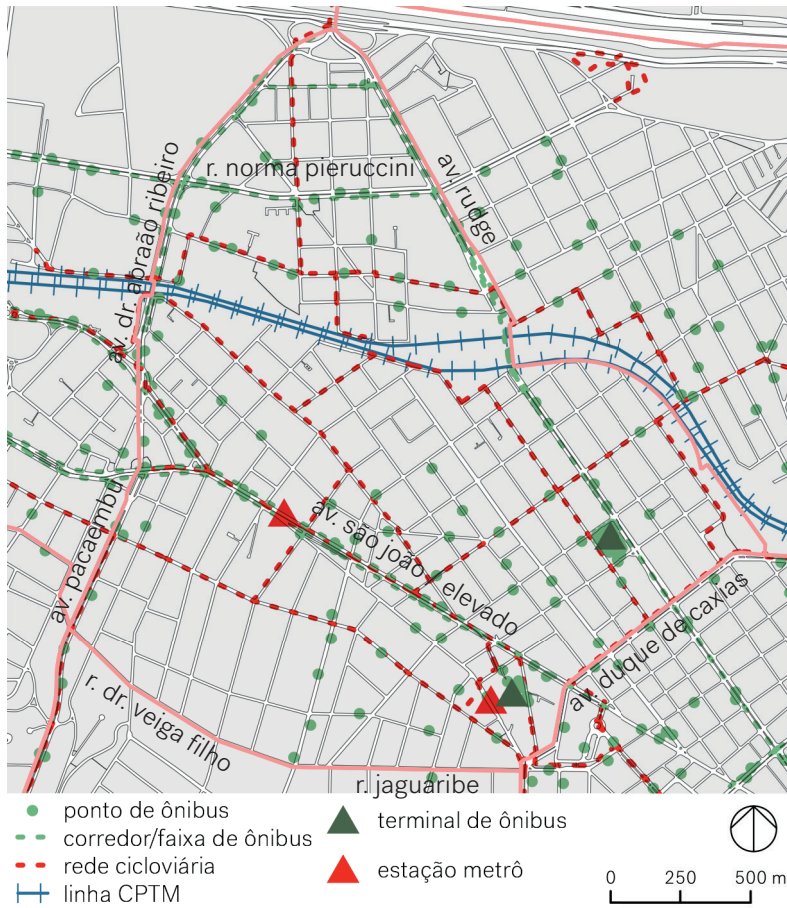 r. norma pieruccini
av. rudge
av. dr. abraão ribeiro
av. são joão / elevado
av. pacaembu
av. duque de caxias
r. dr. veiga filho
r. jaguaribe
ponto de ônibus
corredor/faixa de ônibus
rede cicloviária
linha CPTM
terminal de ônibus
estação metrô
0 250 500 m